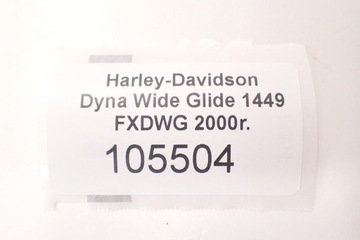 Harley-Davidson
Dyna Wide Glide 1449
FXDWG 2000r.
105504